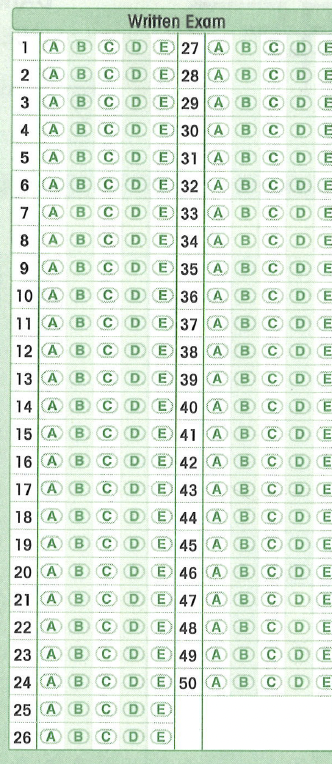 Written Exam
1 A B C D E 27 A B C D E
2 A B C D E 28 A B C D E
3 A B C D E 29 A B C D E
4 A B C D E 30 A B C D E
5 A B C D E 31 A B C D E
6 A B C D E 32 A B C D E
7 A B C D E 33 A B C D E
8 A B C D E 34 A B C D E
9 A B C D E 35 A B C D E
10 A B C D E 36 A B C D E
11 A B C D E 37 A B C D E
12 A B C D E 38 A B C D E
13 A B C D E 39 A B C D E
14 A B C D E 40 A B C D E
15 A B C D E 41 A B C D E
16 A B C D E 42 A B C D E
17 A B C D E 43 A B C D E
18 A B C D E 44 A B C D E
19 A B C D E 45 A B C D E
20 A B C D E 46 A B C D E
21 A B C D E 47 A B C D E
22 A B C D E 48 A B C D E
23 A B C D E 49 A B C D E
24 A B C D E 50 A B C D E
25 A B C D E
26 A B C D E